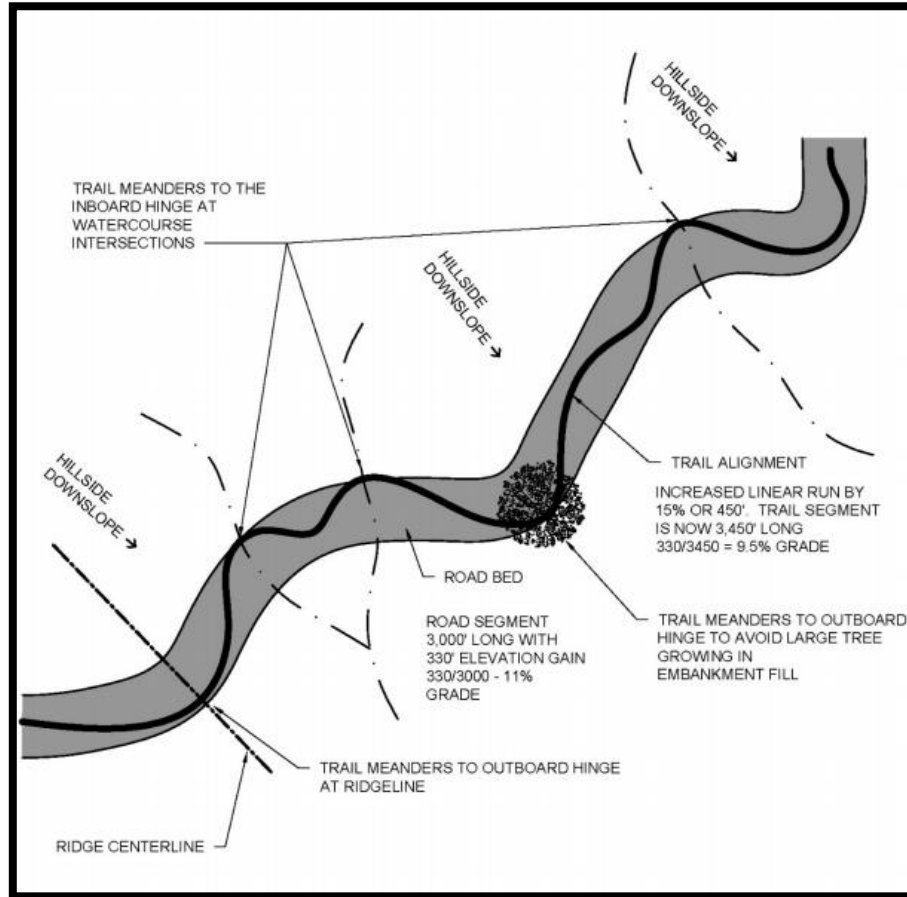 HILLSIDE
DOWNSLOPE →
TRAIL MEANDERS TO THE
INBOARD HINGE AT
WATERCOURSE
INTERSECTIONS
HILLSIDE
DOWNSLOPE →
HILLSIDE
DOWNSLOPE →
TRAIL ALIGNMENT
INCREASED LINEAR RUN BY
15% OR 450'. TRAIL SEGMENT
IS NOW 3,450' LONG
330/3450 = 9.5% GRADE
ROAD BED
ROAD SEGMENT
3,000' LONG WITH
330' ELEVATION GAIN
330/3000 - 11%
GRADE
TRAIL MEANDERS TO OUTBOARD
HINGE TO AVOID LARGE TREE
GROWING IN
EMBANKMENT FILL
TRAIL MEANDERS TO OUTBOARD HINGE
AT RIDGELINE
RIDGE CENTERLINE